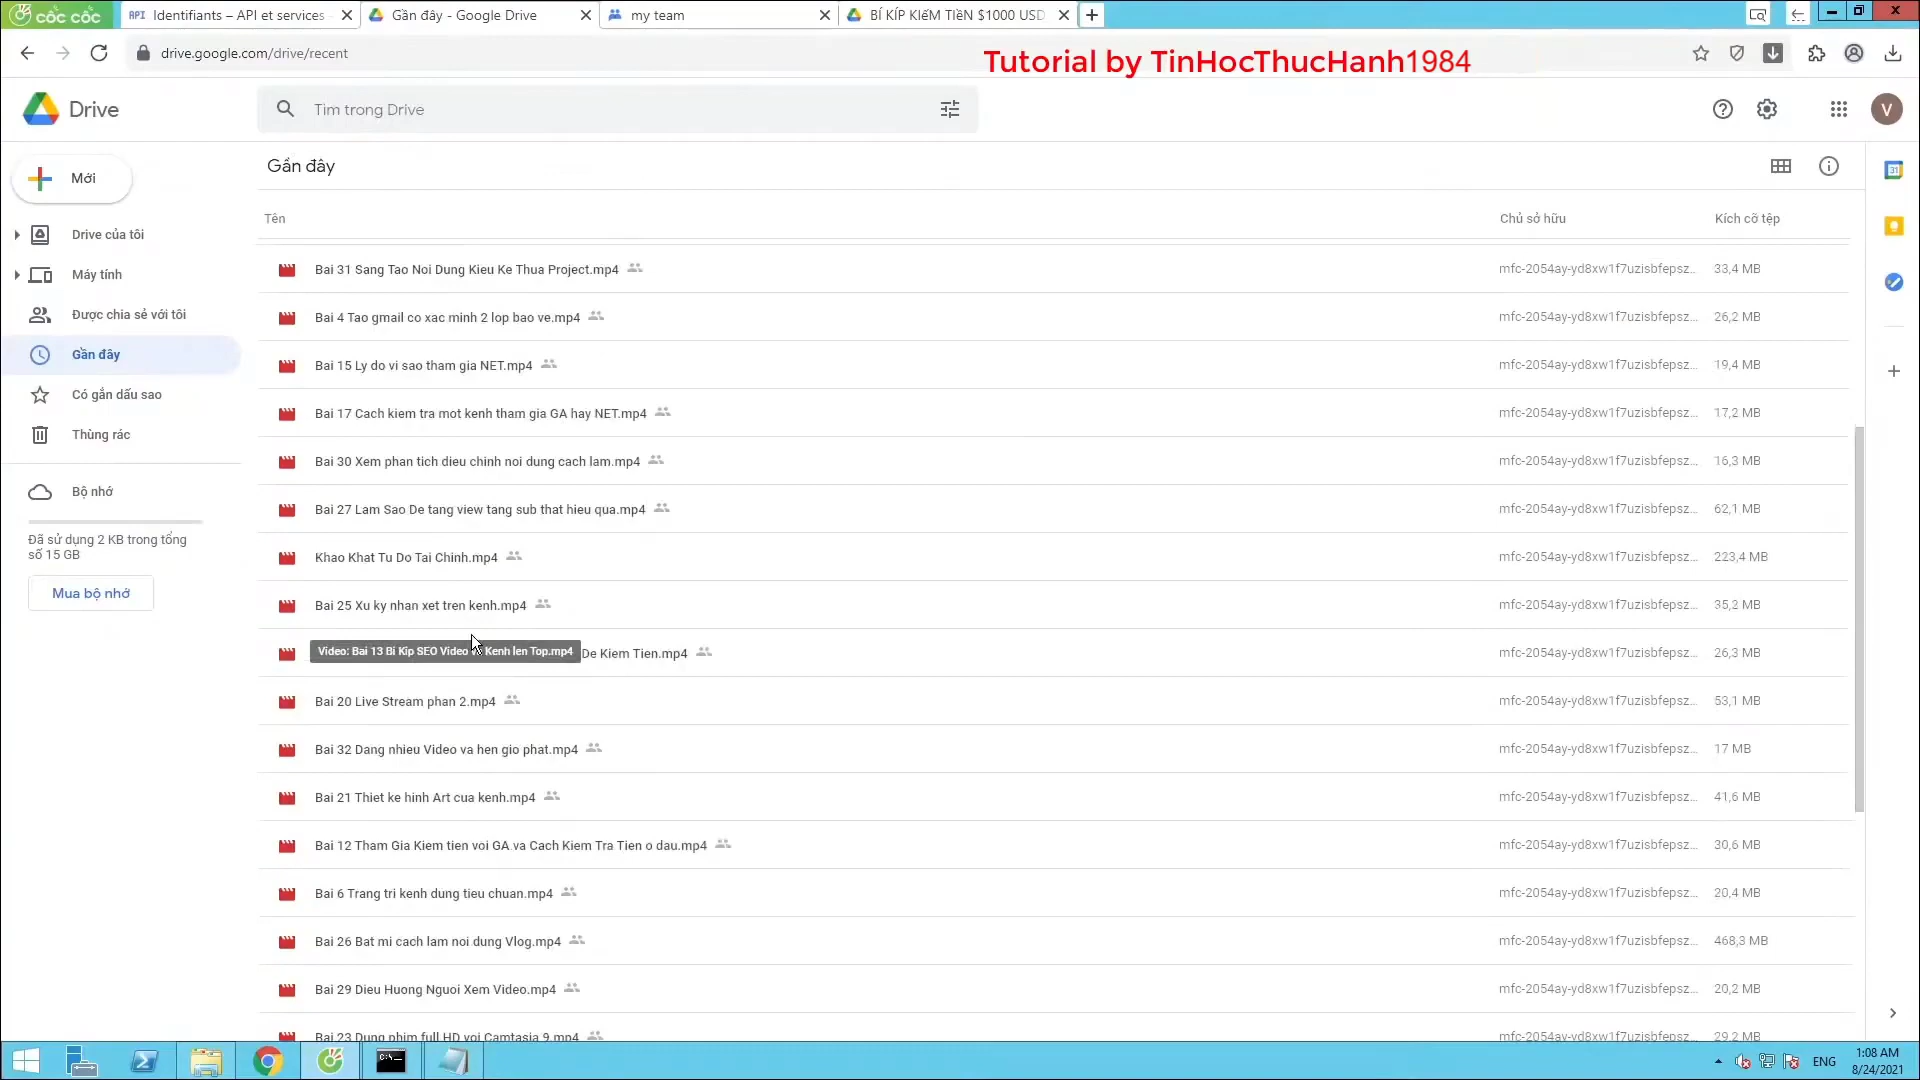 cốc cốc
API Identifiants – API et services
Gần đây - Google Drive
my team
BÍ KÍP KIếM TIềN $1000 USD
drive.google.com/drive/recent
Tutorial by TinHocThucHanh1984
Drive
Tìm trong Drive
V
Mới
Gần đây
31
Tên
Chủ sở hữu
Kích cỡ tệp
Drive của tôi
Máy tính
Được chia sẻ với tôi
Gần đây
Có gắn dấu sao
Thùng rác
Bộ nhớ
Đã sử dụng 2 KB trong tổng
số 15 GB
Mua bộ nhớ
Bai 31 Sang Tao Noi Dung Kieu Ke Thua Project.mp4 mfc-2054ay-yd8xw1f7uzisbfepsz... 33,4 MB
Bai 4 Tao gmail co xac minh 2 lop bao ve.mp4 mfc-2054ay-yd8xw1f7uzisbfepsz... 26,2 MB
Bai 15 Ly do vi sao tham gia NET.mp4 mfc-2054ay-yd8xw1f7uzisbfepsz... 19,4 MB
Bai 17 Cach kiem tra mot kenh tham gia GA hay NET.mp4 mfc-2054ay-yd8xw1f7uzisbfepsz... 17,2 MB
Bai 30 Xem phan tich dieu chinh noi dung cach lam.mp4 mfc-2054ay-yd8xw1f7uzisbfepsz... 16,3 MB
Bai 27 Lam Sao De tang view tang sub that hieu qua.mp4 mfc-2054ay-yd8xw1f7uzisbfepsz... 62,1 MB
Khao Khat Tu Do Tai Chinh.mp4 mfc-2054ay-yd8xw1f7uzisbfepsz... 223,4 MB
Bai 25 Xu ky nhan xet tren kenh.mp4 mfc-2054ay-yd8xw1f7uzisbfepsz... 35,2 MB
Video: Bai 13 Bi Kip SEO Video Kenh len Top.mp4 De Kiem Tien.mp4 mfc-2054ay-yd8xw1f7uzisbfepsz... 26,3 MB
Bai 20 Live Stream phan 2.mp4 mfc-2054ay-yd8xw1f7uzisbfepsz... 53,1 MB
Bai 32 Dang nhieu Video va hen gio phat.mp4 mfc-2054ay-yd8xw1f7uzisbfepsz... 17 MB
Bai 21 Thiet ke hinh Art cua kenh.mp4 mfc-2054ay-yd8xw1f7uzisbfepsz... 41,6 MB
Bai 12 Tham Gia Kiem tien voi GA va Cach Kiem Tra Tien o dau.mp4 mfc-2054ay-yd8xw1f7uzisbfepsz... 30,6 MB
Bai 6 Trang tri kenh dung tieu chuan.mp4 mfc-2054ay-yd8xw1f7uzisbfepsz... 20,4 MB
Bai 26 Bat mi cach lam noi dung Vlog.mp4 mfc-2054ay-yd8xw1f7uzisbfepsz... 468,3 MB
Bai 29 Dieu Huong Nguoi Xem Video.mp4 mfc-2054ay-yd8xw1f7uzisbfepsz... 20,2 MB
Bai 23 Dung phim full HD voi Camtasia 9.mp4 mfc-2054ay-yd8xw1f7uzisbfepsz... 29,2 MB
ENG
1:08 AM
8/24/2021